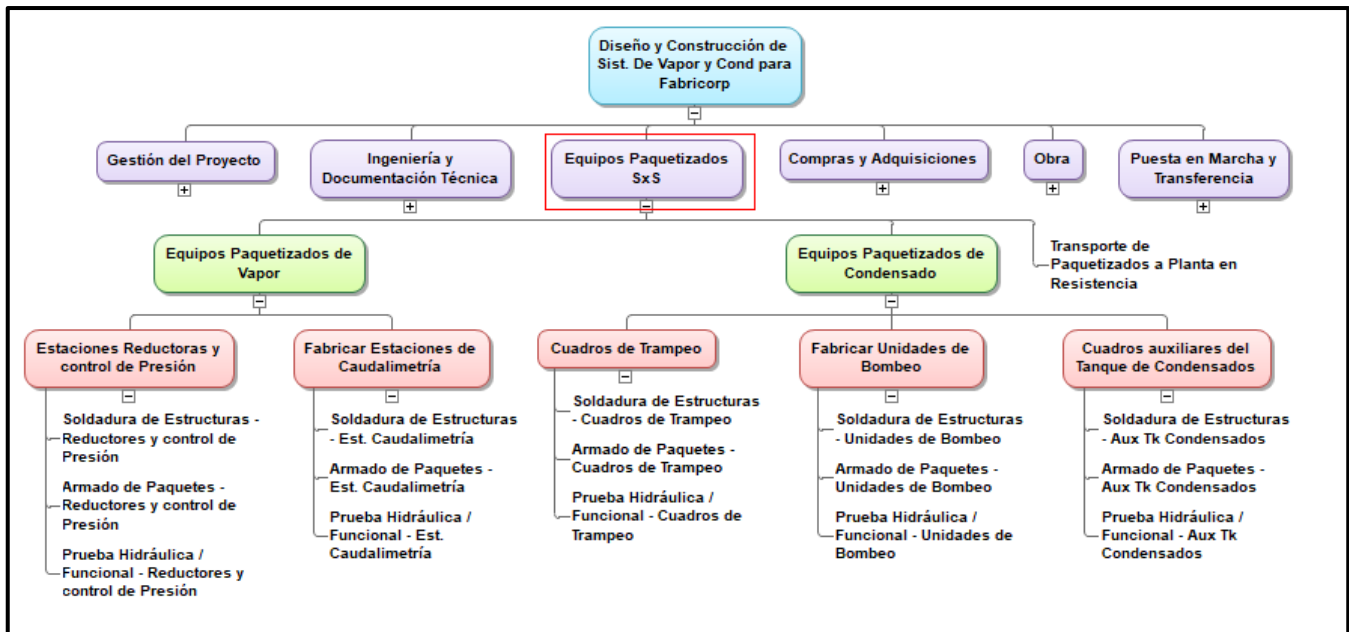 Diseño y Construcción de
Sist. De Vapor y Cond para
Fabricorp
Gestión del Proyecto
Ingeniería y
Documentación Técnica
Equipos Paquetizados
SxS
Compras y Adquisiciones
Obra
Puesta en Marcha y
Transferencia
Equipos Paquetizados de
Vapor
Equipos Paquetizados de
Condensado
Transporte de
Paquetizados a Planta en
Resistencia
Estaciones Reductoras y
control de Presión
Fabricar Estaciones de
Caudalimetría
Cuadros de Trampeo
Fabricar Unidades de
Bombeo
Cuadros auxiliares del
Tanque de Condensados
Soldadura de Estructuras -
Reductores y control de
Presión
Armado de Paquetes -
Reductores y control de
Presión
Prueba Hidráulica /
Funcional - Reductores y
control de Presión
Soldadura de Estructuras
- Est. Caudalimetría
Armado de Paquetes -
Est. Caudalimetría
Prueba Hidráulica /
Funcional - Est.
Caudalimetría
Soldadura de Estructuras
- Cuadros de Trampeo
Armado de Paquetes -
Cuadros de Trampeo
Prueba Hidráulica /
Funcional - Cuadros de
Trampeo
Soldadura de Estructuras
- Unidades de Bombeo
Armado de Paquetes -
Unidades de Bombeo
Prueba Hidráulica /
Funcional - Unidades de
Bombeo
Soldadura de Estructuras
- Aux Tk Condensados
Armado de Paquetes -
Aux Tk Condensados
Prueba Hidráulica /
Funcional - Aux Tk
Condensados